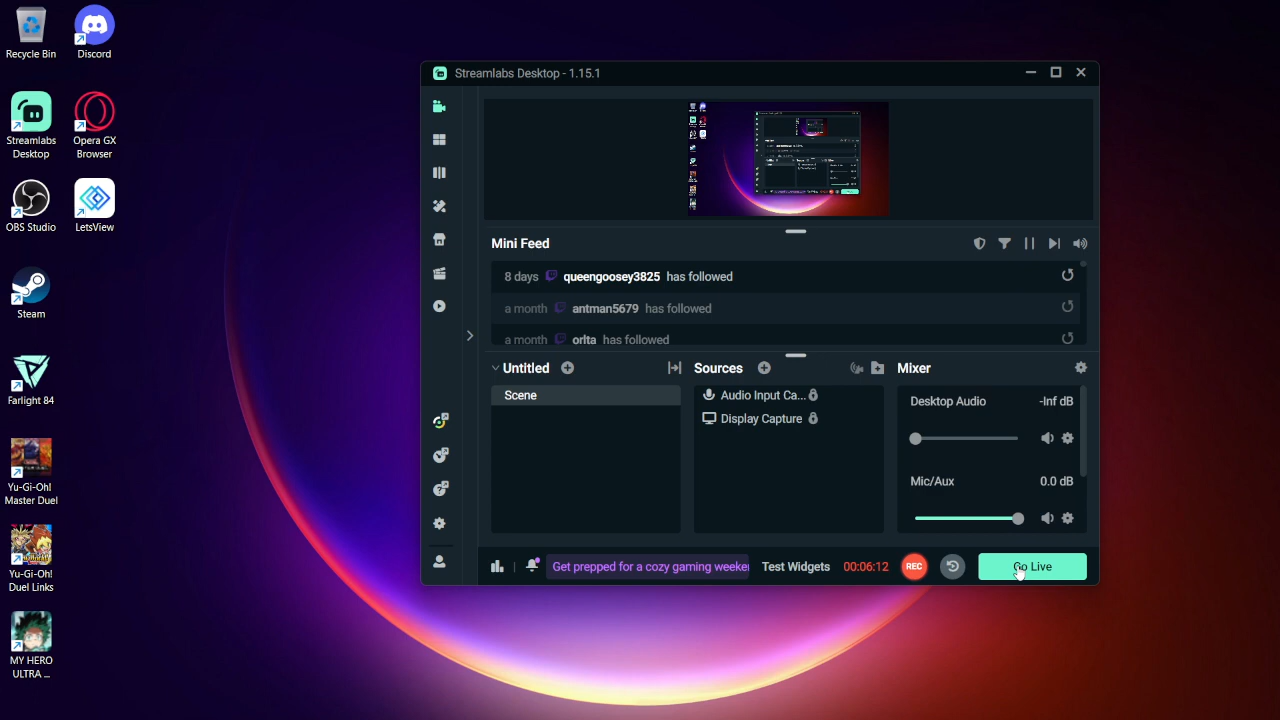 Recycle Bin
Discord
Streamlabs
Desktop
Opera GX
Browser
OBS Studio
LetsView
Steam
Farlight 84
Yu-Gi-Oh!
Master Duel
Yu-Gi-Oh!
Duel Links
MY HERO
ULTRA ...
Streamlabs Desktop - 1.15.1
Mini Feed
8 days queengoosey3825 has followed
a month antman5679 has followed
a month orlta has followed
Untitled
Scene
Sources
Audio Input Ca...
Display Capture
Mixer
Desktop Audio -Inf dB
Mic/Aux 0.0 dB
Get prepped for a cozy gaming weeke
Test Widgets
00:06:12
REC
Go Live